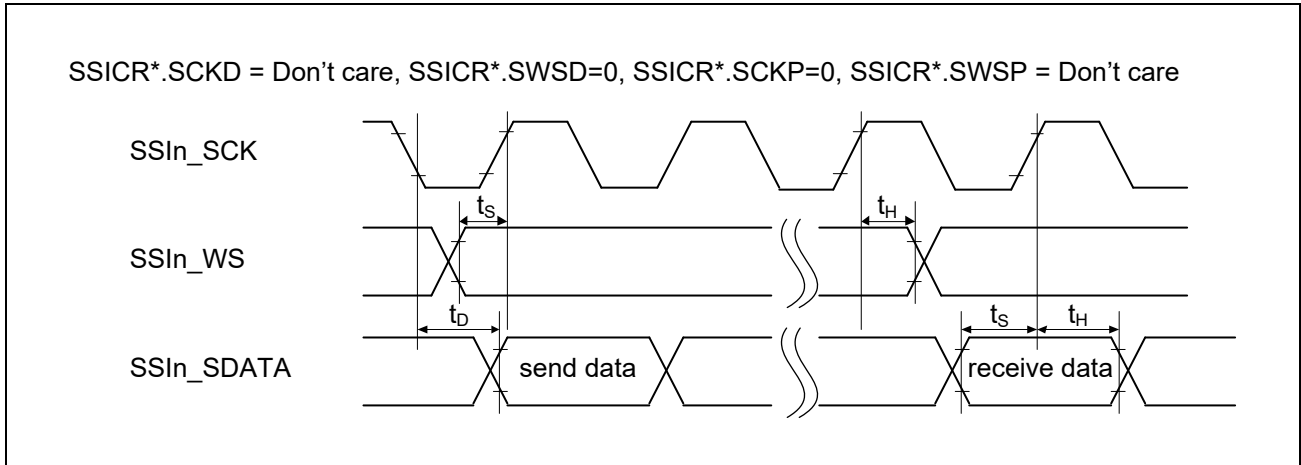 SSICR*.SCKD = Don't care, SSICR*.SWSD=0, SSICR*.SCKP=0, SSICR*.SWSP = Don't care
SSIn_SCK
tS tH
SSIn_WS
tD tS tH
SSIn_SDATA send data receive data